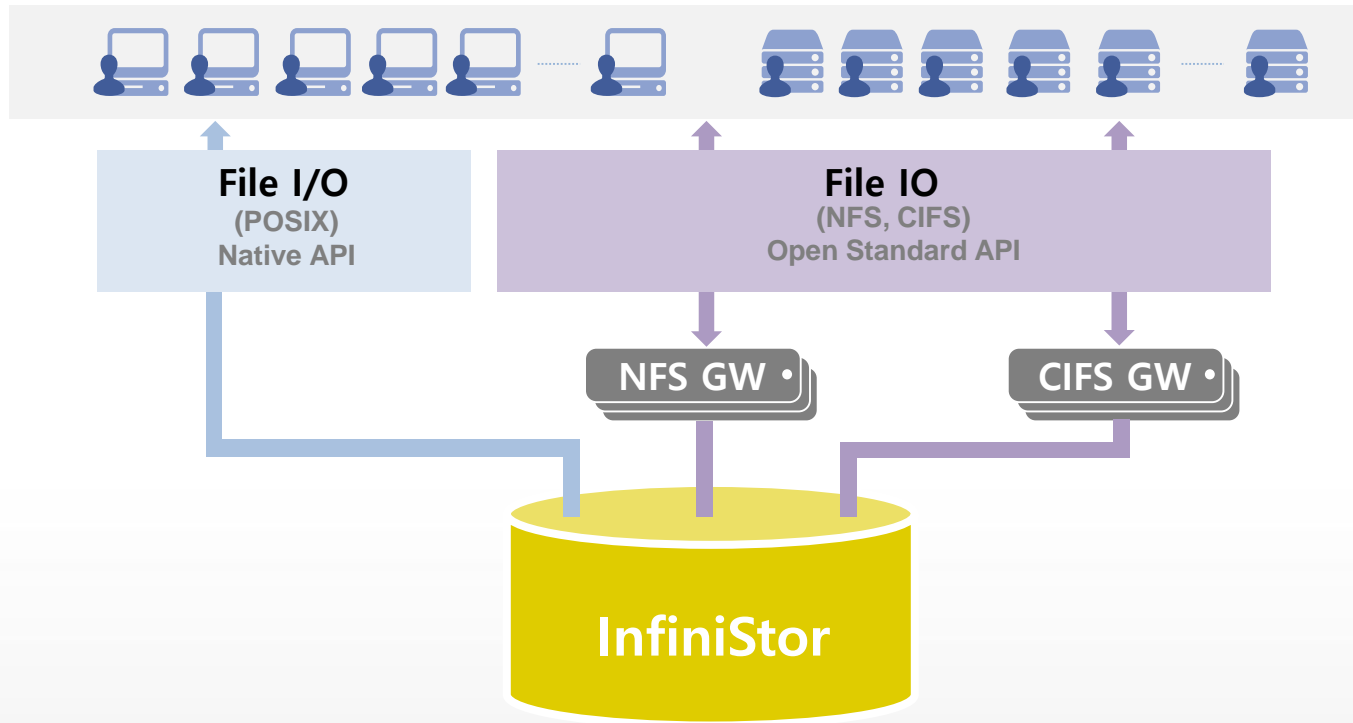 File I/O
(POSIX)
Native API
File IO
(NFS, CIFS)
Open Standard API
NFS GW
CIFS GW
InfiniStor